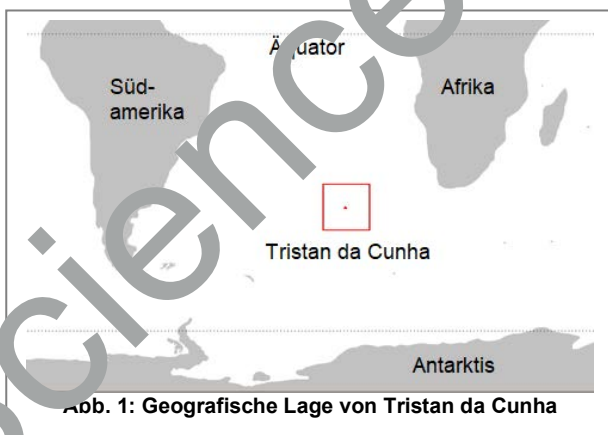 Äquator
Süd-
amerika
Afrika
Tristan da Cunha
Antarktis
Abb. 1: Geografische Lage von Tristan da Cunha